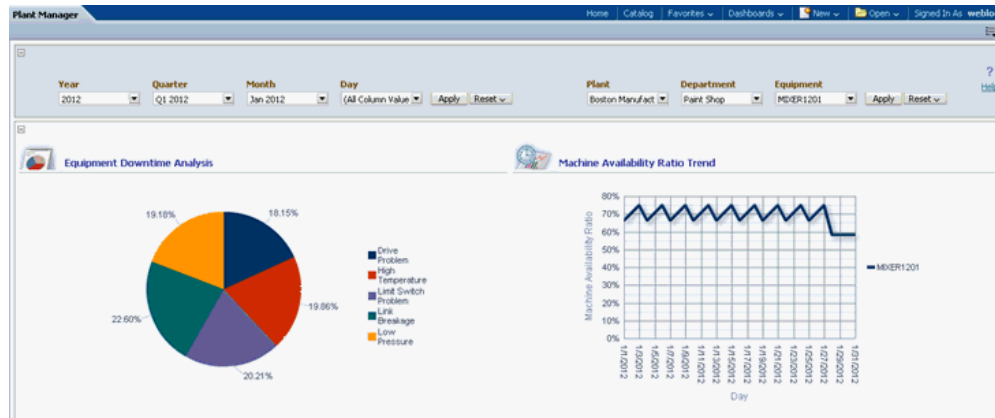 Plant Manager
Home Catalog Favorites Dashboards New Open Signed In As weblo
?
Help
Year Quarter Month Day Plant Department Equipment
2012 Q1 2012 Jan 2012 (All Column Value Apply Reset Boston Manufact Paint Shop MIXER1201 Apply Reset
Equipment Downtime Analysis
19.18%
18.15%
19.86%
20.21%
22.60%
Drive
Problem
High
Temperature
Limit Switch
Problem
Link
Breakage
Low
Pressure
Machine Availability Ratio Trend
Machine Availability Ratio
80%
70%
60%
50%
40%
30%
20%
10%
0%
1/1/2012
1/3/2012
1/5/2012
1/7/2012
1/9/2012
1/11/2012
1/13/2012
1/15/2012
1/17/2012
1/19/2012
1/21/2012
1/23/2012
1/25/2012
1/27/2012
1/29/2012
1/31/2012
Day
MIXER1201